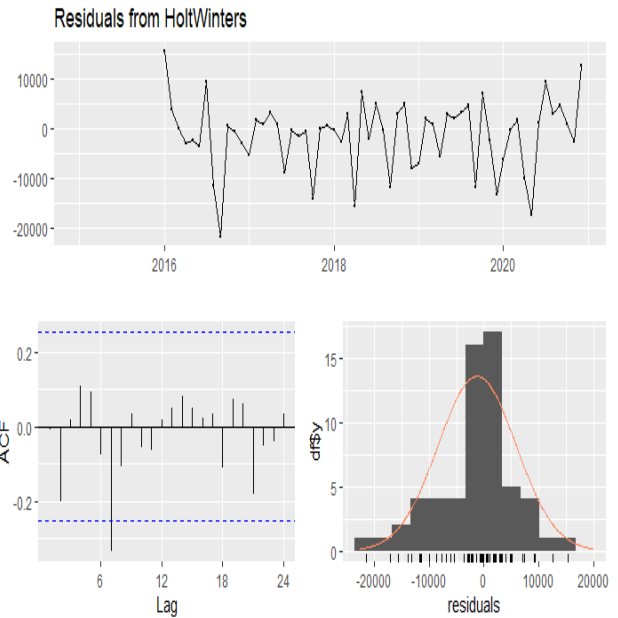 Residuals from HoltWinters
10000
0
-10000
-20000
2016 2018 2020
0.2
0.0
-0.2
ACF
6 12 18 24
Lag
15
10
5
0
df$y
-20000 -10000 0 10000 20000
residuals